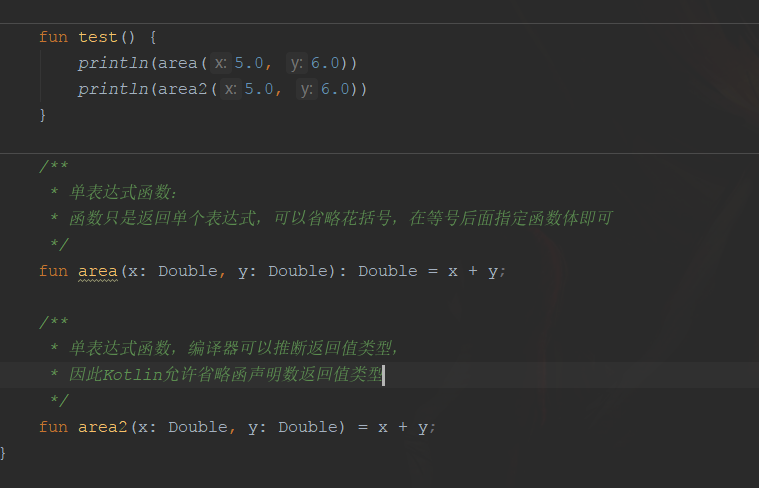 fun test() {
println(area( x: 5.0, y: 6.0))
println(area2( x: 5.0, y: 6.0))
}
/**
* 单表达式函数：
* 函数只是返回单个表达式，可以省略花括号，在等号后面指定函数体即可
*/
fun area(x: Double, y: Double): Double = x + y;
/**
* 单表达式函数，编译器可以推断返回值类型，
* 因此Kotlin允许省略函声明数返回值类型
*/
fun area2(x: Double, y: Double) = x + y;
}